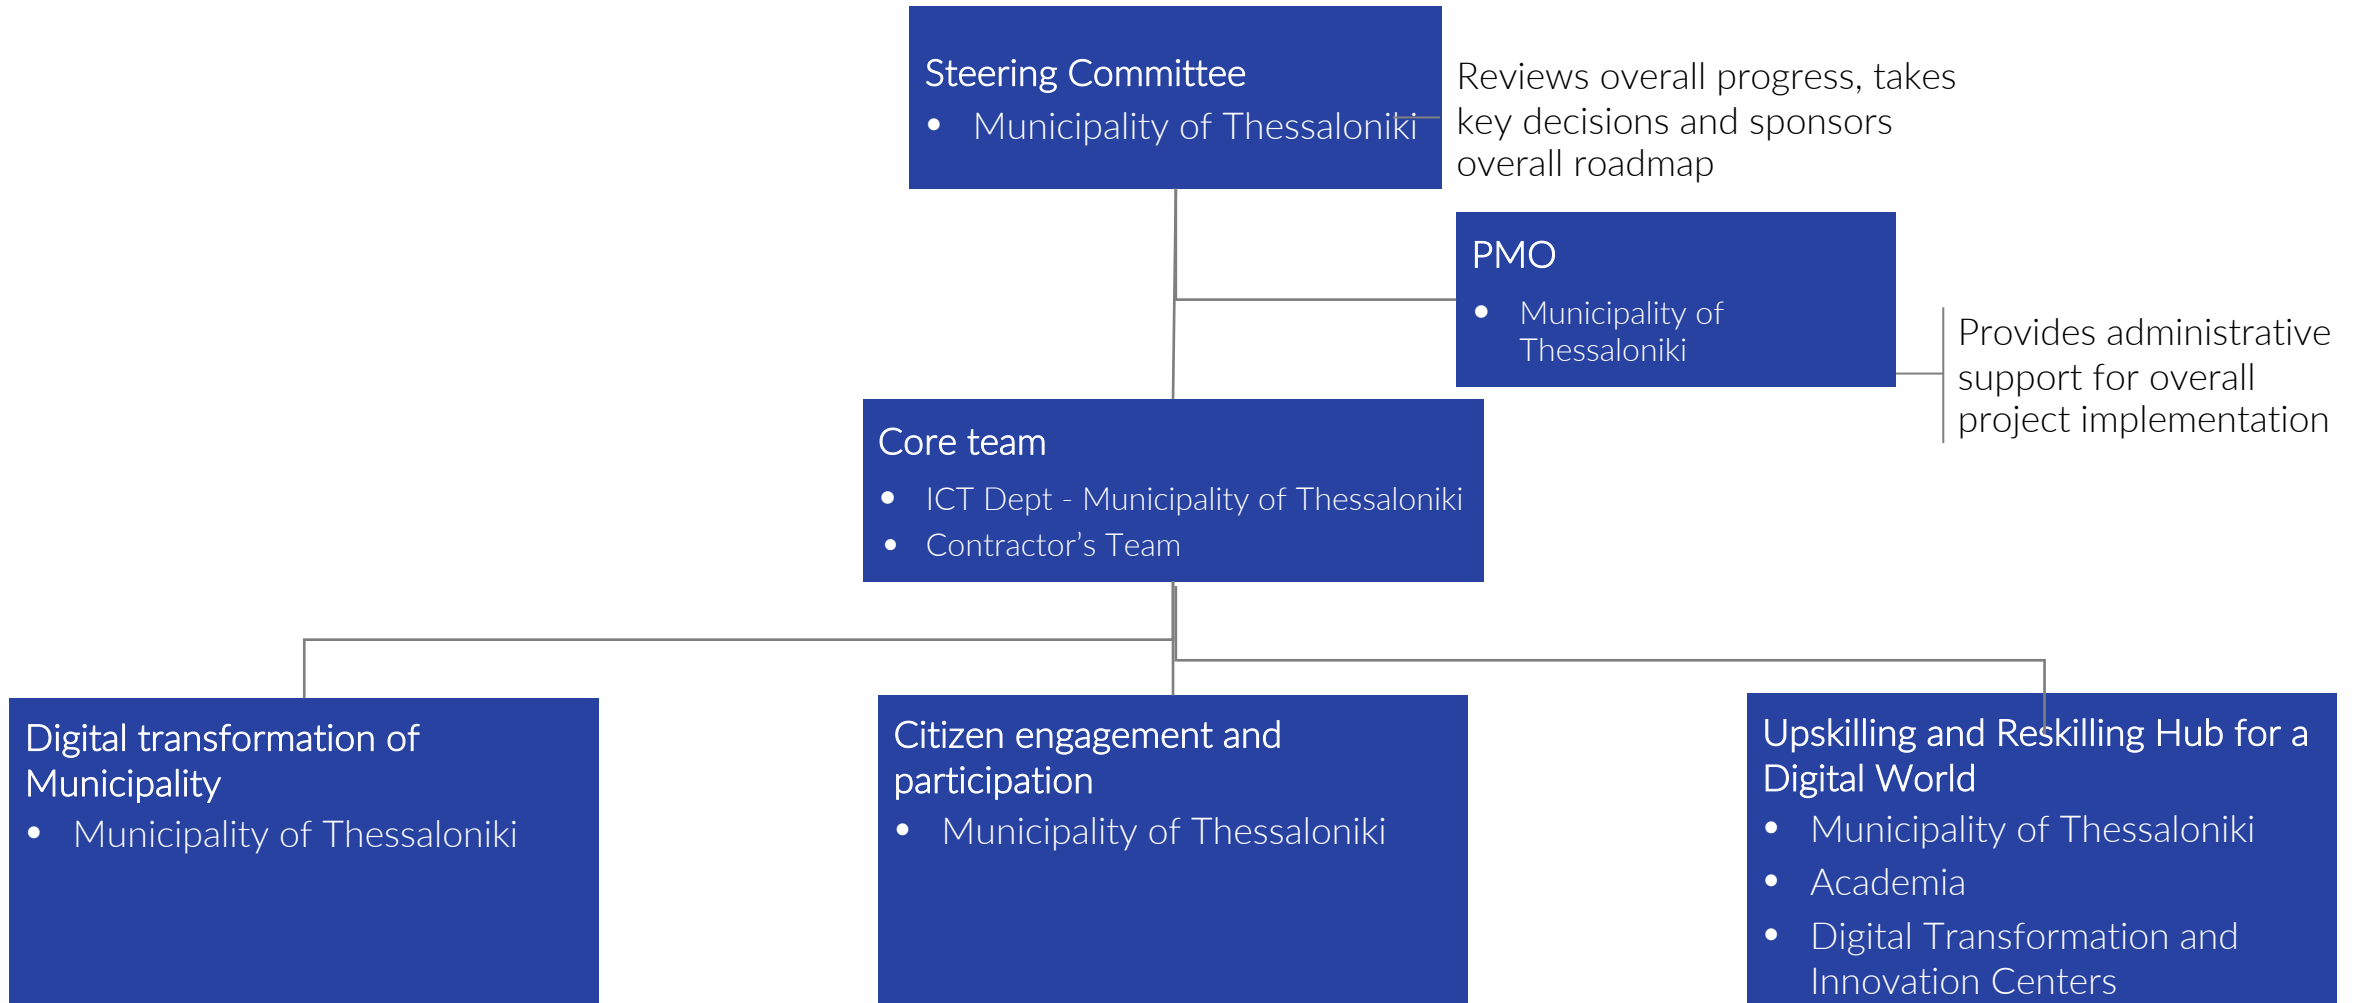 Steering Committee
• Municipality of Thessaloniki
Reviews overall progress, takes
key decisions and sponsors
overall roadmap
PMO
• Municipality of
Thessaloniki
Provides administrative
support for overall
project implementation
Core team
• ICT Dept - Municipality of Thessaloniki
• Contractor’s Team
Digital transformation of
Municipality
• Municipality of Thessaloniki
Citizen engagement and
participation
• Municipality of Thessaloniki
Upskilling and Reskilling Hub for a
Digital World
• Municipality of Thessaloniki
• Academia
• Digital Transformation and
Innovation Centers